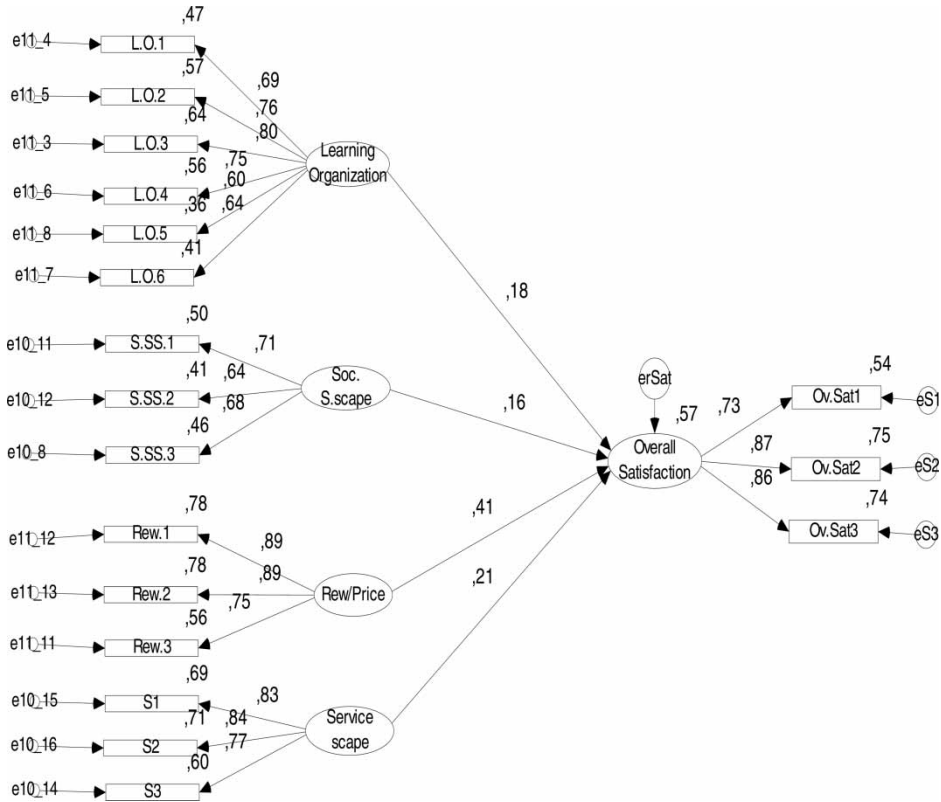 ,47
e11_4 L.O.1
,57
,69
e11_5 L.O.2
,76
,64
,80
e11_3 L.O.3
Learning
Organization
,75
,56
,60
e11_6 L.O.4
,36
,64
e11_8 L.O.5
,41
e11_7 L.O.6
,18
,50
e10_11 S.SS.1
,71
,41
,64
Soc.
S.scape
e10_12 S.SS.2
,68
,16
,46
e10_8 S.SS.3
erSat
,57
,73
,54
Ov.Sat1 eS1
Overall
Satisfaction
,87
,75
Ov.Sat2 eS2
,86
,74
Ov.Sat3 eS3
,78
e11_12 Rew.1
,89
,41
,78
,89
e11_13 Rew.2
Rew/Price
,75
,21
,56
e11_11 Rew.3
,69
e10_15 S1
,83
,71
,84
Service
scape
e10_16 S2
,77
,60
e10_14 S3